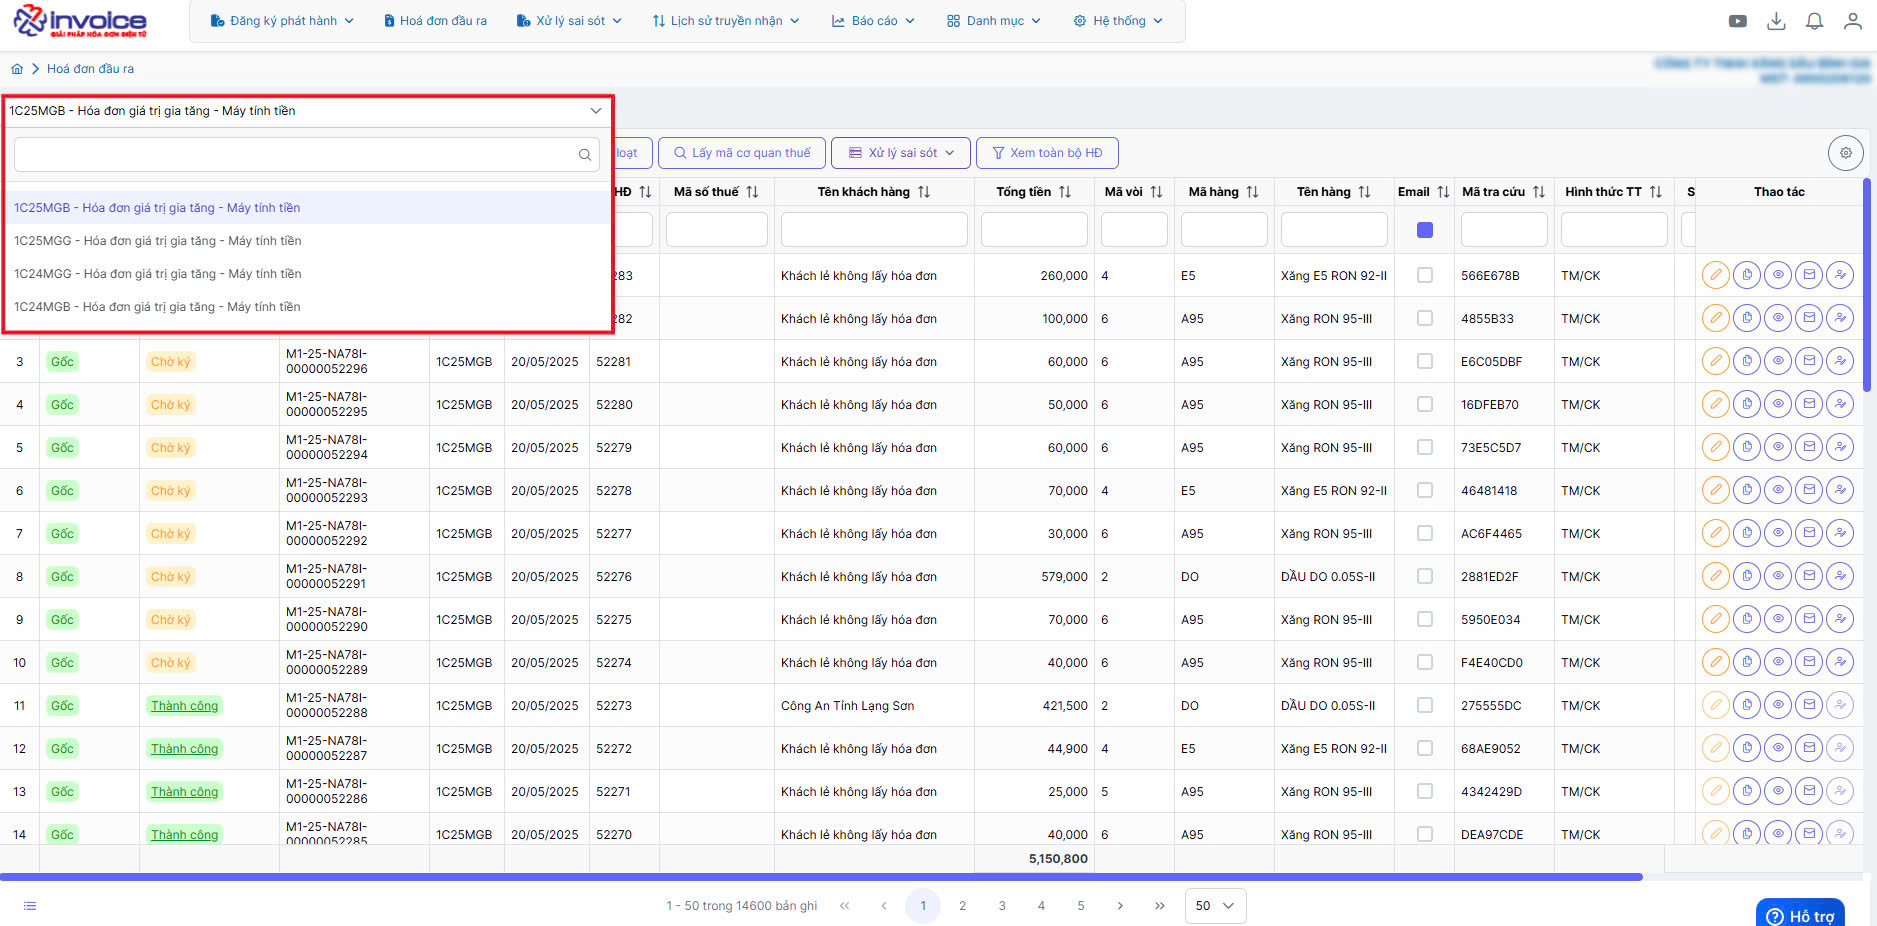 invoice
GIẢI PHÁP HÓA ĐƠN ĐIỆN TỬ
Đăng ký phát hành Hoá đơn đầu ra Xử lý sai sót Lịch sử truyền nhận Báo cáo Danh mục Hệ thống
Hoá đơn đầu ra
1C25MGB - Hóa đơn giá trị gia tăng - Máy tính tiền
1C25MGB - Hóa đơn giá trị gia tăng - Máy tính tiền
1C25MGG - Hóa đơn giá trị gia tăng - Máy tính tiền
1C24MGG - Hóa đơn giá trị gia tăng - Máy tính tiền
1C24MGB - Hóa đơn giá trị gia tăng - Máy tính tiền
loạt Lấy mã cơ quan thuế Xử lý sai sót Xem toàn bộ HĐ
HĐ Mã số thuế Tên khách hàng Tổng tiền Mã vòi Mã hàng Tên hàng Email Mã tra cứu Hình thức TT S Thao tác
283 Khách lẻ không lấy hóa đơn 260,000 4 E5 Xăng E5 RON 92-II 566E678B TM/CK
282 Khách lẻ không lấy hóa đơn 100,000 6 A95 Xăng RON 95-III 4855B33 TM/CK
3 Gốc Chờ ký M1-25-NA78I-00000052296 1C25MGB 20/05/2025 52281 Khách lẻ không lấy hóa đơn 60,000 6 A95 Xăng RON 95-III E6C05DBF TM/CK
4 Gốc Chờ ký M1-25-NA78I-00000052295 1C25MGB 20/05/2025 52280 Khách lẻ không lấy hóa đơn 50,000 6 A95 Xăng RON 95-III 16DFEB70 TM/CK
5 Gốc Chờ ký M1-25-NA78I-00000052294 1C25MGB 20/05/2025 52279 Khách lẻ không lấy hóa đơn 60,000 6 A95 Xăng RON 95-III 73E5C5D7 TM/CK
6 Gốc Chờ ký M1-25-NA78I-00000052293 1C25MGB 20/05/2025 52278 Khách lẻ không lấy hóa đơn 70,000 4 E5 Xăng E5 RON 92-II 46481418 TM/CK
7 Gốc Chờ ký M1-25-NA78I-00000052292 1C25MGB 20/05/2025 52277 Khách lẻ không lấy hóa đơn 30,000 6 A95 Xăng RON 95-III AC6F4465 TM/CK
8 Gốc Chờ ký M1-25-NA78I-00000052291 1C25MGB 20/05/2025 52276 Khách lẻ không lấy hóa đơn 579,000 2 DO DẦU DO 0.05S-II 2881ED2F TM/CK
9 Gốc Chờ ký M1-25-NA78I-00000052290 1C25MGB 20/05/2025 52275 Khách lẻ không lấy hóa đơn 70,000 6 A95 Xăng RON 95-III 5950E034 TM/CK
10 Gốc Chờ ký M1-25-NA78I-00000052289 1C25MGB 20/05/2025 52274 Khách lẻ không lấy hóa đơn 40,000 6 A95 Xăng RON 95-III F4E40CD0 TM/CK
11 Gốc Thành công M1-25-NA78I-00000052288 1C25MGB 20/05/2025 52273 Công An Tỉnh Lạng Sơn 421,500 2 DO DẦU DO 0.05S-II 275555DC TM/CK
12 Gốc Thành công M1-25-NA78I-00000052287 1C25MGB 20/05/2025 52272 Khách lẻ không lấy hóa đơn 44,900 4 E5 Xăng E5 RON 92-II 68AE9052 TM/CK
13 Gốc Thành công M1-25-NA78I-00000052286 1C25MGB 20/05/2025 52271 Khách lẻ không lấy hóa đơn 25,000 5 A95 Xăng RON 95-III 4342429D TM/CK
14 Gốc Thành công M1-25-NA78I-00000052285 1C25MGB 20/05/2025 52270 Khách lẻ không lấy hóa đơn 40,000 6 A95 Xăng RON 95-III DEA97CDE TM/CK
5,150,800
1 - 50 trong 14600 bản ghi « ‹ 1 2 3 4 5 › » 50
Hỗ trợ